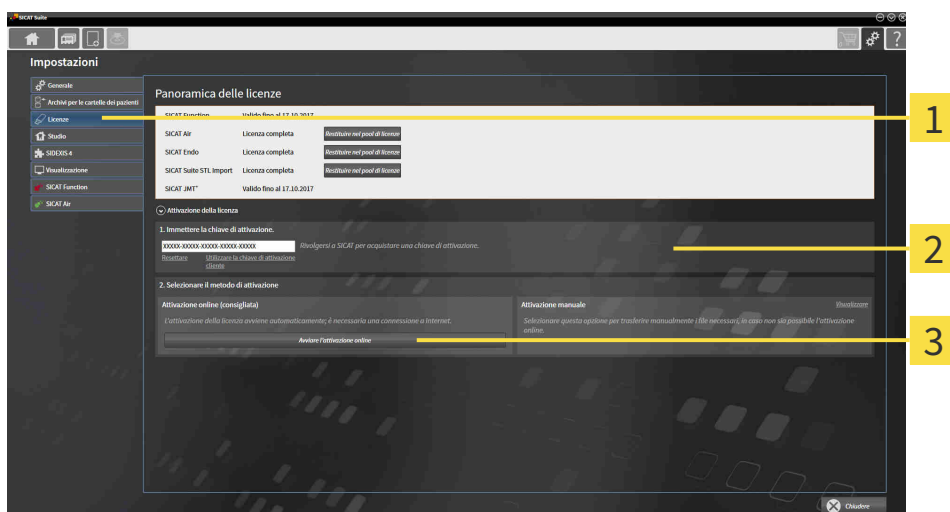 SICAT Suite
?
Impostazioni
Generale
Archivi per le cartelle dei pazienti
Licenze
Studio
SIDEXIS 4
Visualizzazione
SICAT Function
SICAT Air
Panoramica delle licenze
SICAT Function Valido fino al 17.10.2017
SICAT Air Licenza completa Restituire nel pool di licenze
SICAT Endo Licenza completa Restituire nel pool di licenze
SICAT Suite STL Import Licenza completa Restituire nel pool di licenze
SICAT JMT+ Valido fino al 17.10.2017
Attivazione della licenza
1. Immettere la chiave di attivazione.
XXXXX-XXXXX-XXXXX-XXXXX-XXXXX Rivolgersi a SICAT per acquistare una chiave di attivazione.
Resettare Utilizzare la chiave di attivazione
cliente
2. Selezionare il metodo di attivazione
Attivazione online (consigliata)
L'attivazione della licenza avviene automaticamente; è necessaria una connessione a Internet.
Avviare l'attivazione online
Attivazione manuale Visualizzare
Selezionare questa opzione per trasferire manualmente i file necessari, in caso non sia possibile l'attivazione
online.
Chiudere
1
2
3